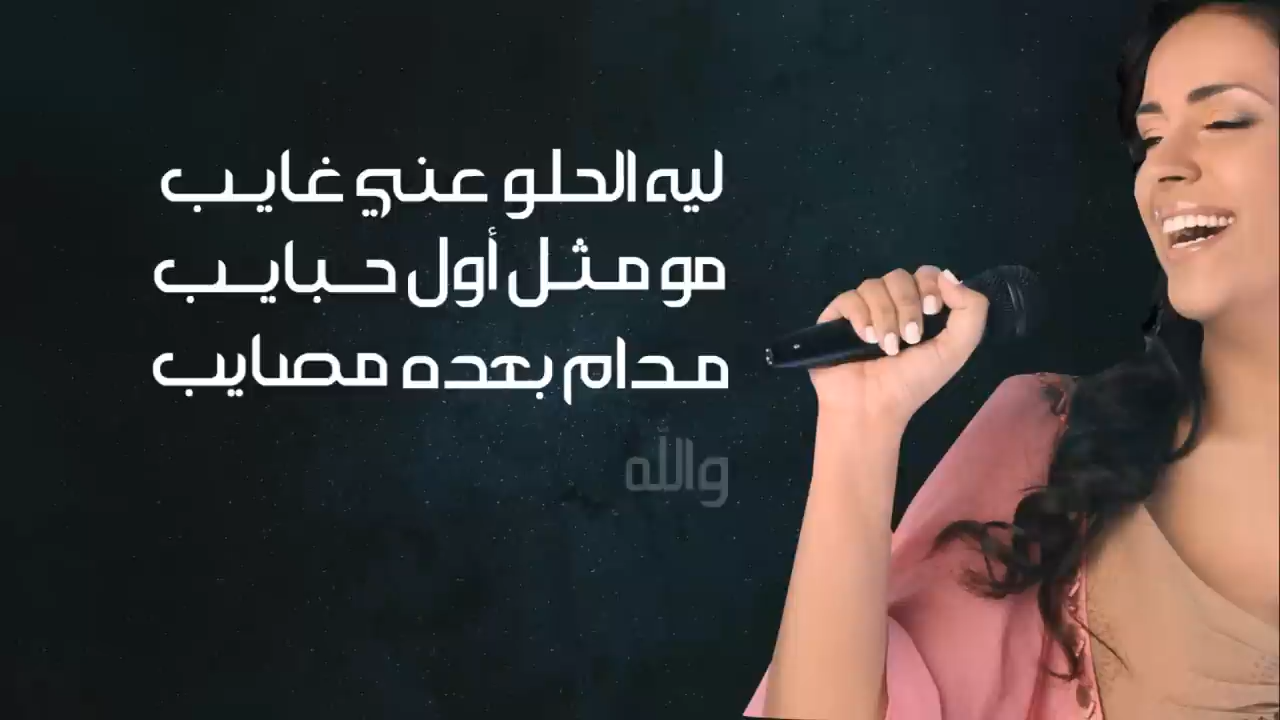 ليه الحلو عني غايب
مو مثل أول حبايب
مدام بعده مصايب
والله